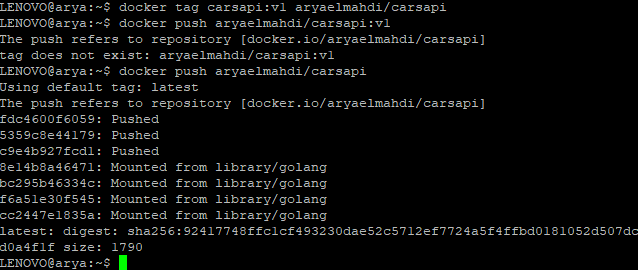 LENOVO@arya:~$ docker tag carsapi:v1 aryaelmahdi/carsapi
LENOVO@arya:~$ docker push aryaelmahdi/carsapi:v1
The push refers to repository [docker.io/aryaelmahdi/carsapi]
tag does not exist: aryaelmahdi/carsapi:v1
LENOVO@arya:~$ docker push aryaelmahdi/carsapi
Using default tag: latest
The push refers to repository [docker.io/aryaelmahdi/carsapi]
fdc4600f6059: Pushed
5359c8e44179: Pushed
c9e4b927fcd1: Pushed
8e14b8a46471: Mounted from library/golang
bc295b46334c: Mounted from library/golang
f6a51e30f545: Mounted from library/golang
cc2447e1835a: Mounted from library/golang
latest: digest: sha256:92417748ffc1cf493230dae52c5712ef7724a5f4ffbd0181052d507dc
d0a4f1f size: 1790
LENOVO@arya:~$